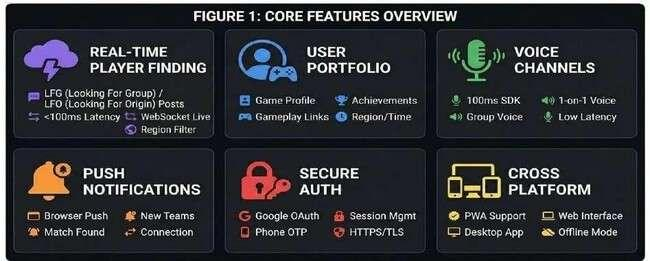 FIGURE 1: CORE FEATURES OVERVIEW
REAL-TIME
PLAYER FINDING
LFG (Looking For Group) /
LFO (Looking For Origin) Posts
<100ms Latency
WebSocket Live
Region Filter
USER
PORTFOLIO
Game Profile
Achievements
Gameplay Links
Region/Time
VOICE
CHANNELS
100ms SDK
1-on-1 Voice
Group Voice
Low Latency
PUSH
NOTIFICATIONS
Browser Push
New Teams
Match Found
Connection
SECURE
AUTH
Google OAuth
Session Mgmt
Phone OTP
HTTPS/TLS
CROSS
PLATFORM
PWA Support
Web Interface
Desktop App
Offline Mode